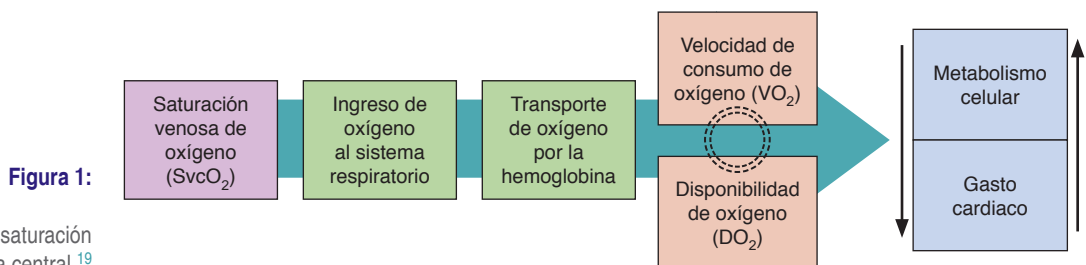 Figura 1:
saturación
a central.19
Saturación
venosa de
oxígeno
(SvcO2)
Ingreso de
oxígeno
al sistema
respiratorio
Transporte
de oxígeno
por la
hemoglobina
Velocidad de
consumo de
oxígeno (VO2)
Disponibilidad
de oxígeno
(DO2)
Metabolismo
celular
Gasto
cardiaco